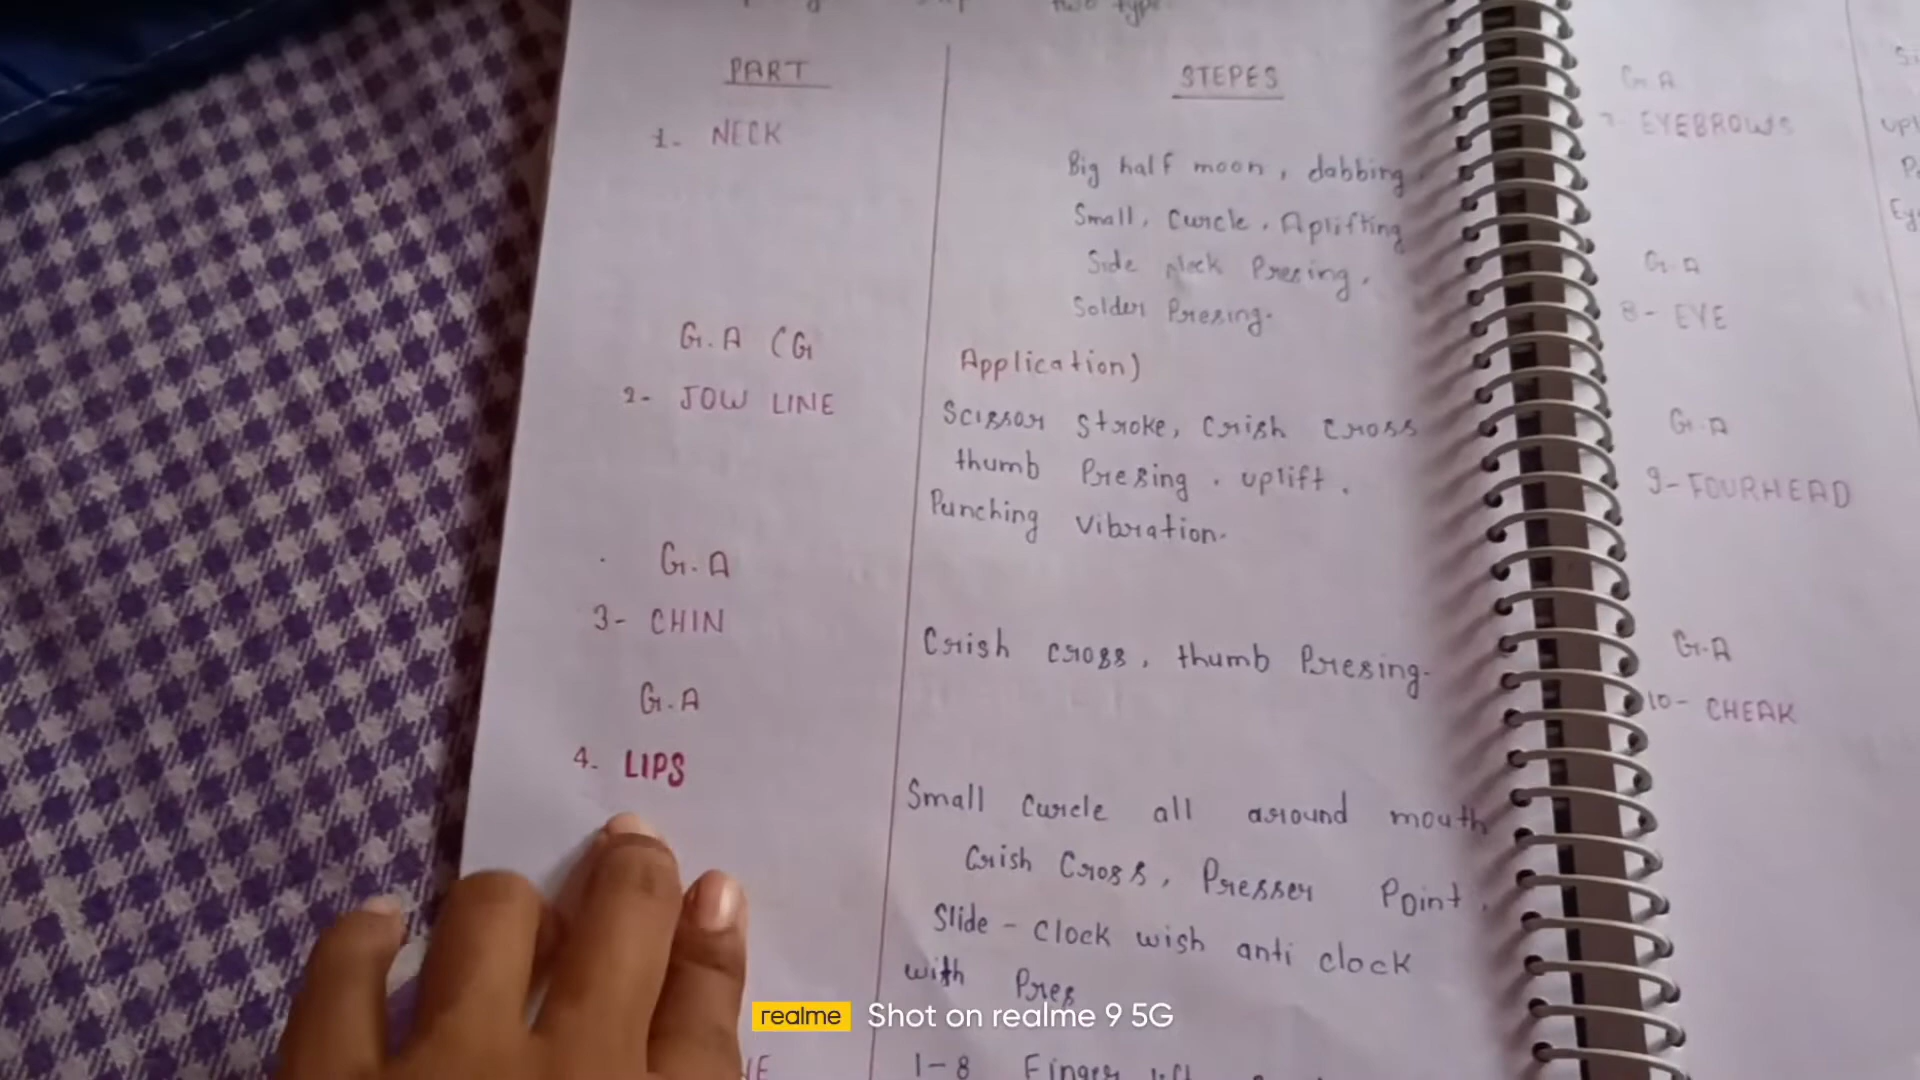 two type
PART
STEPES
1- NECK
Big half moon, dabbing
Small, Curcle, Aplifting
Side neck Presing,
Solder Presing.
G.A (G Application)
2- JOW LINE
Scissor Stroke, Crish Cross
thumb Presing, uplift,
Punching Vibration.
G.A
3- CHIN
Crish cross, thumb Presing.
G.A
4- LIPS
Small Curcle all around mouth
Crish Cross, Presser Point,
Slide - Clock wish anti clock
with Pres
1-8 Finger
G.A
7- EYEBROWS
G.A
8- EYE
G.A
9- FOURHEAD
G.A
10- CHEAK
realme Shot on realme 9 5G